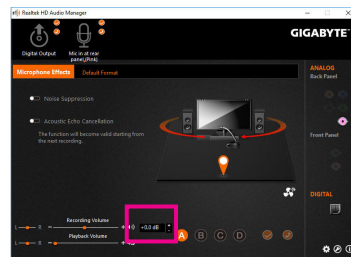 Realtek HD Audio Manager
Digital Output
Mic in at rear
panel(Pink)
GIGABYTE
Microphone Effects
Default Format
ANALOG
Back Panel
Noise Suppression
Acoustic Echo Cancellation
The function will become valid starting from
the next recording.
Front Panel
DIGITAL
Recording Volume
L R
+0.0 dB
A B C D
Playback Volume
L R